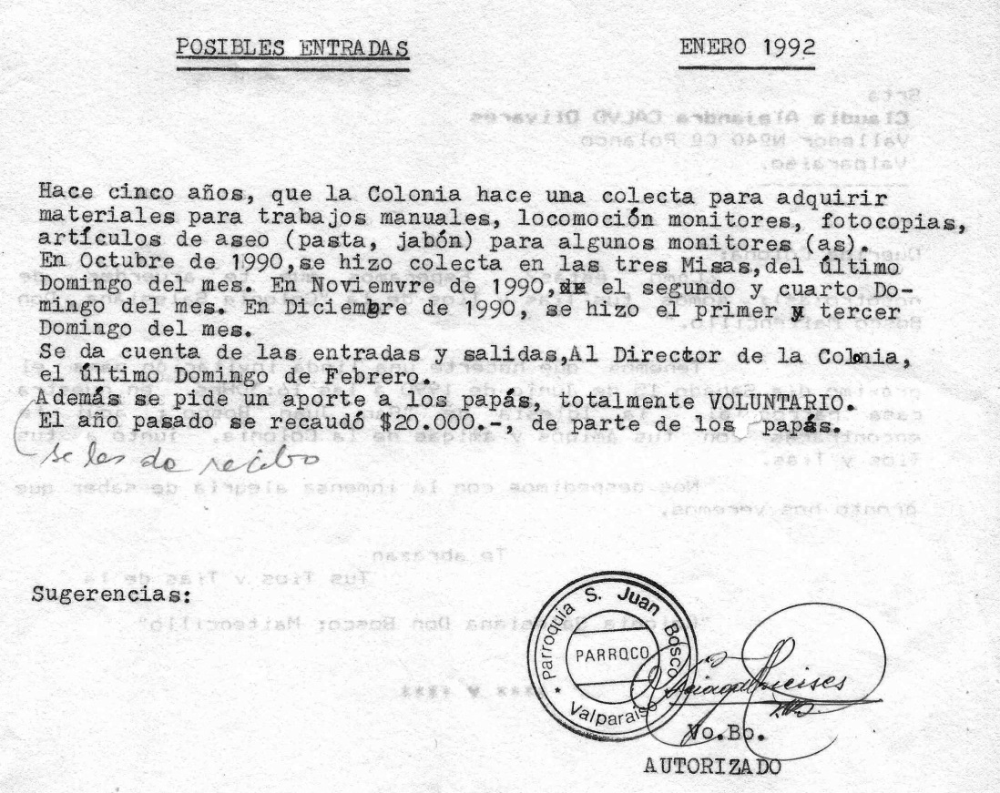 POSIBLES ENTRADAS ENERO 1992
Hace cinco años, que la Colonia hace una colecta para adquirir
materiales para trabajos manuales, locomoción monitores, fotocopias,
artículos de aseo (pasta, jabón) para algunos monitores (as).
En Octubre de 1990,se hizo colecta en las tres Misas,del último
Domingo del mes. En Noviemvre de 1990, el segundo y cuarto Do-
mingo del mes. En Diciembre de 1990, se hizo el primer y tercer
Domingo del mes.
Se da cuenta de las entradas y salidas,Al Director de la Colonia,
el último Domingo de Febrero.
Además se pide un aporte a los papás, totalmente VOLUNTARIO.
El año pasado se recaudó $20.000.-, de parte de los papás.
se les da recibo
Sugerencias:
Parroquia S. Juan Bosco
PARROCO
Valparaiso
Vo.Bo.
AUTORIZADO